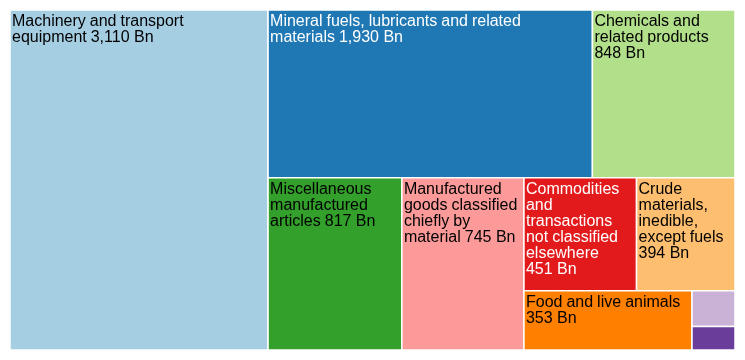 Machinery and transport
equipment 3,110 Bn
Mineral fuels, lubricants and related
materials 1,930 Bn
Chemicals and
related products
848 Bn
Miscellaneous
manufactured
articles 817 Bn
Manufactured
goods classified
chiefly by
material 745 Bn
Commodities
and
transactions
not classified
elsewhere
451 Bn
Crude
materials,
inedible,
except fuels
394 Bn
Food and live animals
353 Bn